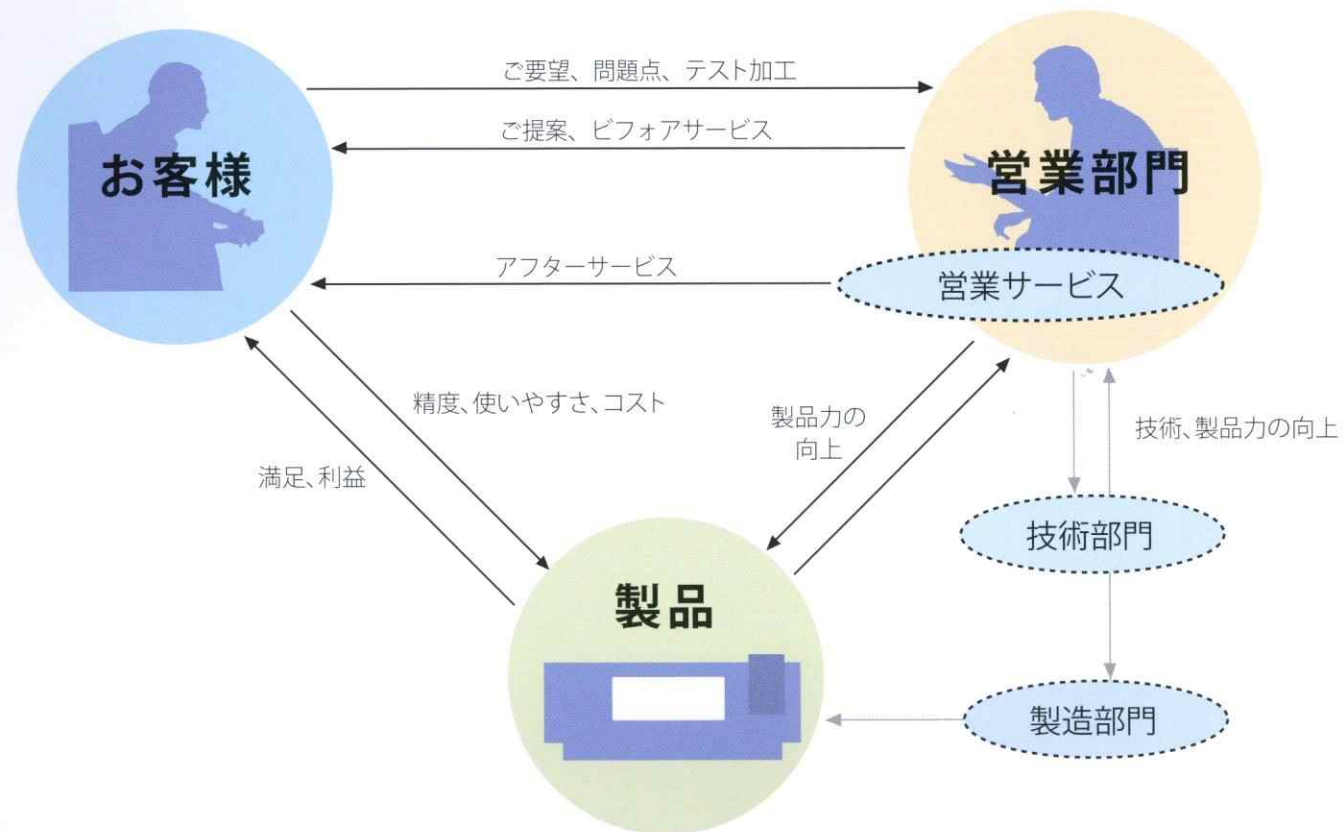 ご要望、問題点、テスト加工
ご提案、ビフォアサービス
お客様
営業部門
アフターサービス
営業サービス
精度、使いやすさ、コスト
製品力の
向上
技術、製品力の向上
満足、利益
技術部門
製品
製造部門